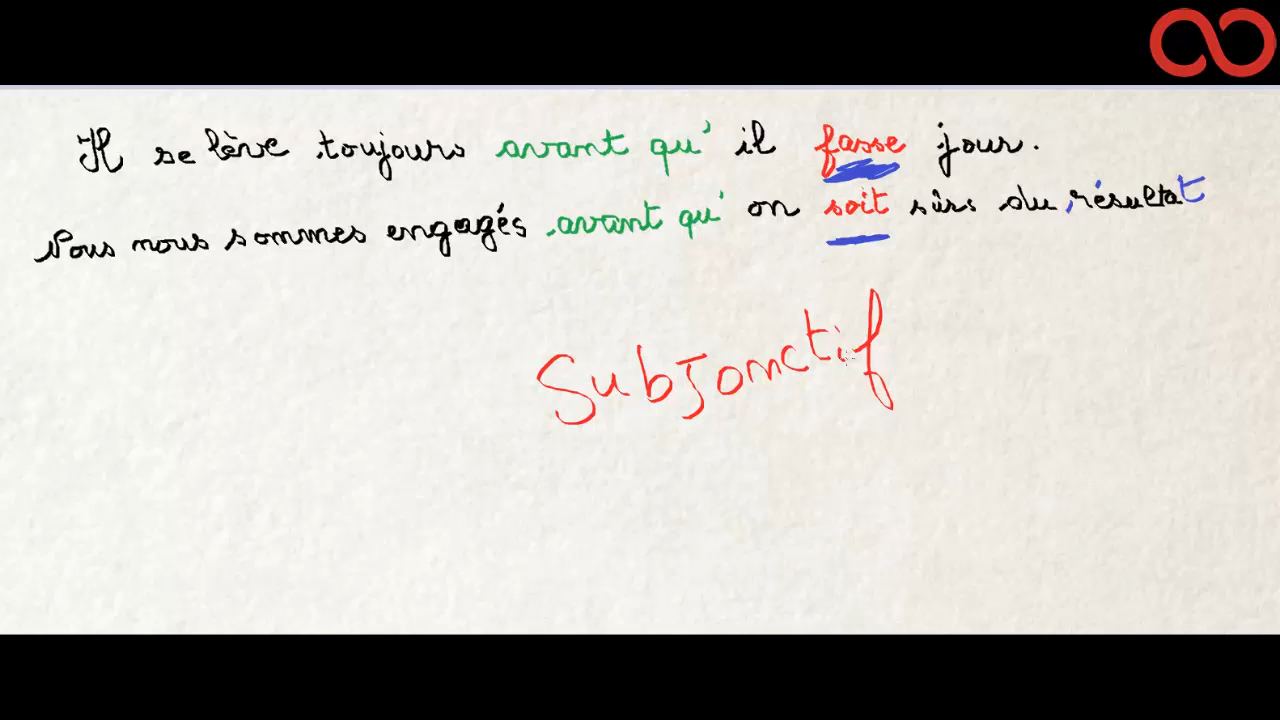 Il se lève toujours avant qu'il fasse jour.
Nous nous sommes engagés avant qu'on soit sûrs du résultat
Subjonctif